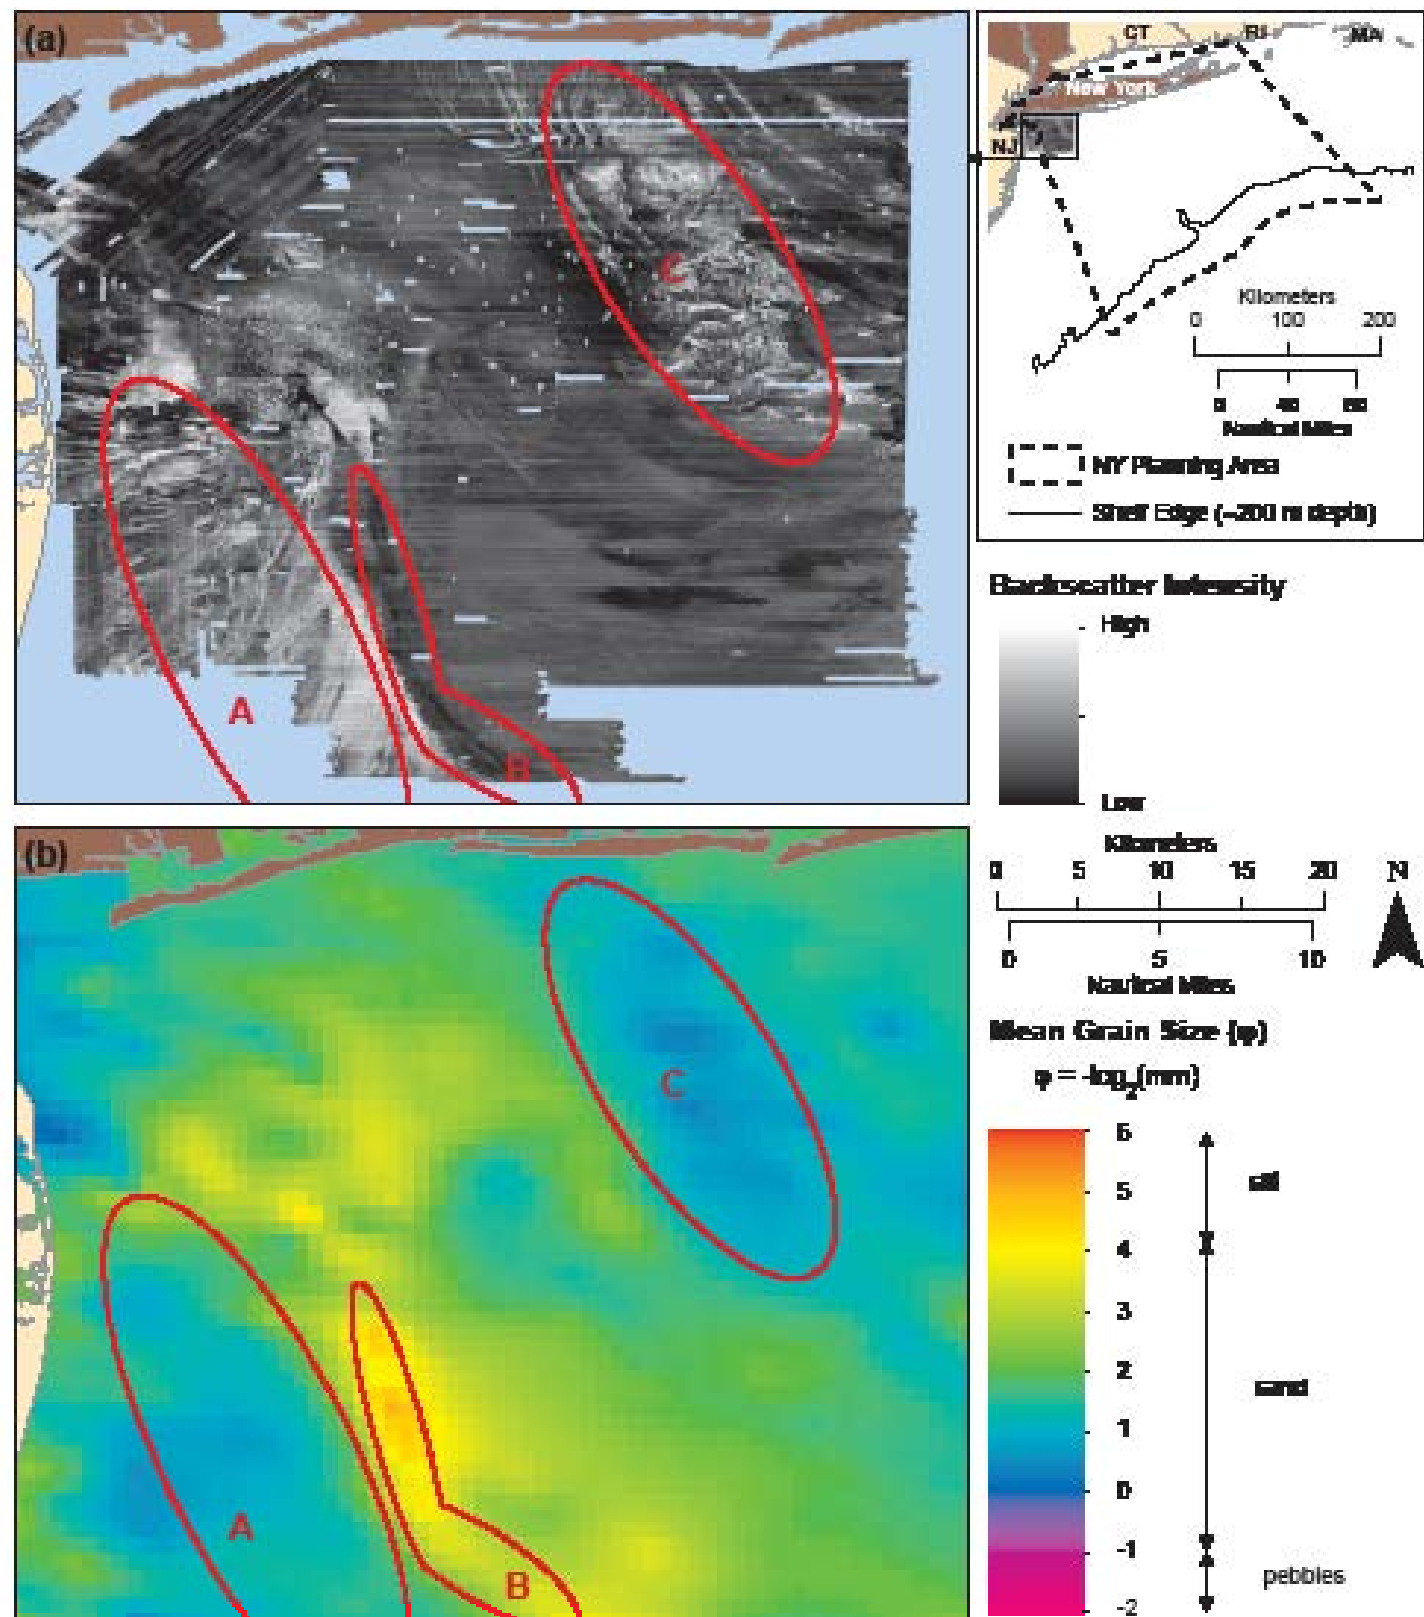 (a)
A
B
C
CT
RI
MA
New York
NJ
Kilometers
0 100 200
0 40 80
Nautical Miles
NY Planning Area
Shelf Edge (~200 m depth)
Backscatter Intensity
High
Low
Kilometers
0 5 10 15 20
N
0 5 10
Nautical Miles
(b)
A
B
C
Mean Grain Size (φ)
φ = -log2(mm)
6
5
4
3
2
1
0
-1
-2
silt
sand
pebbles